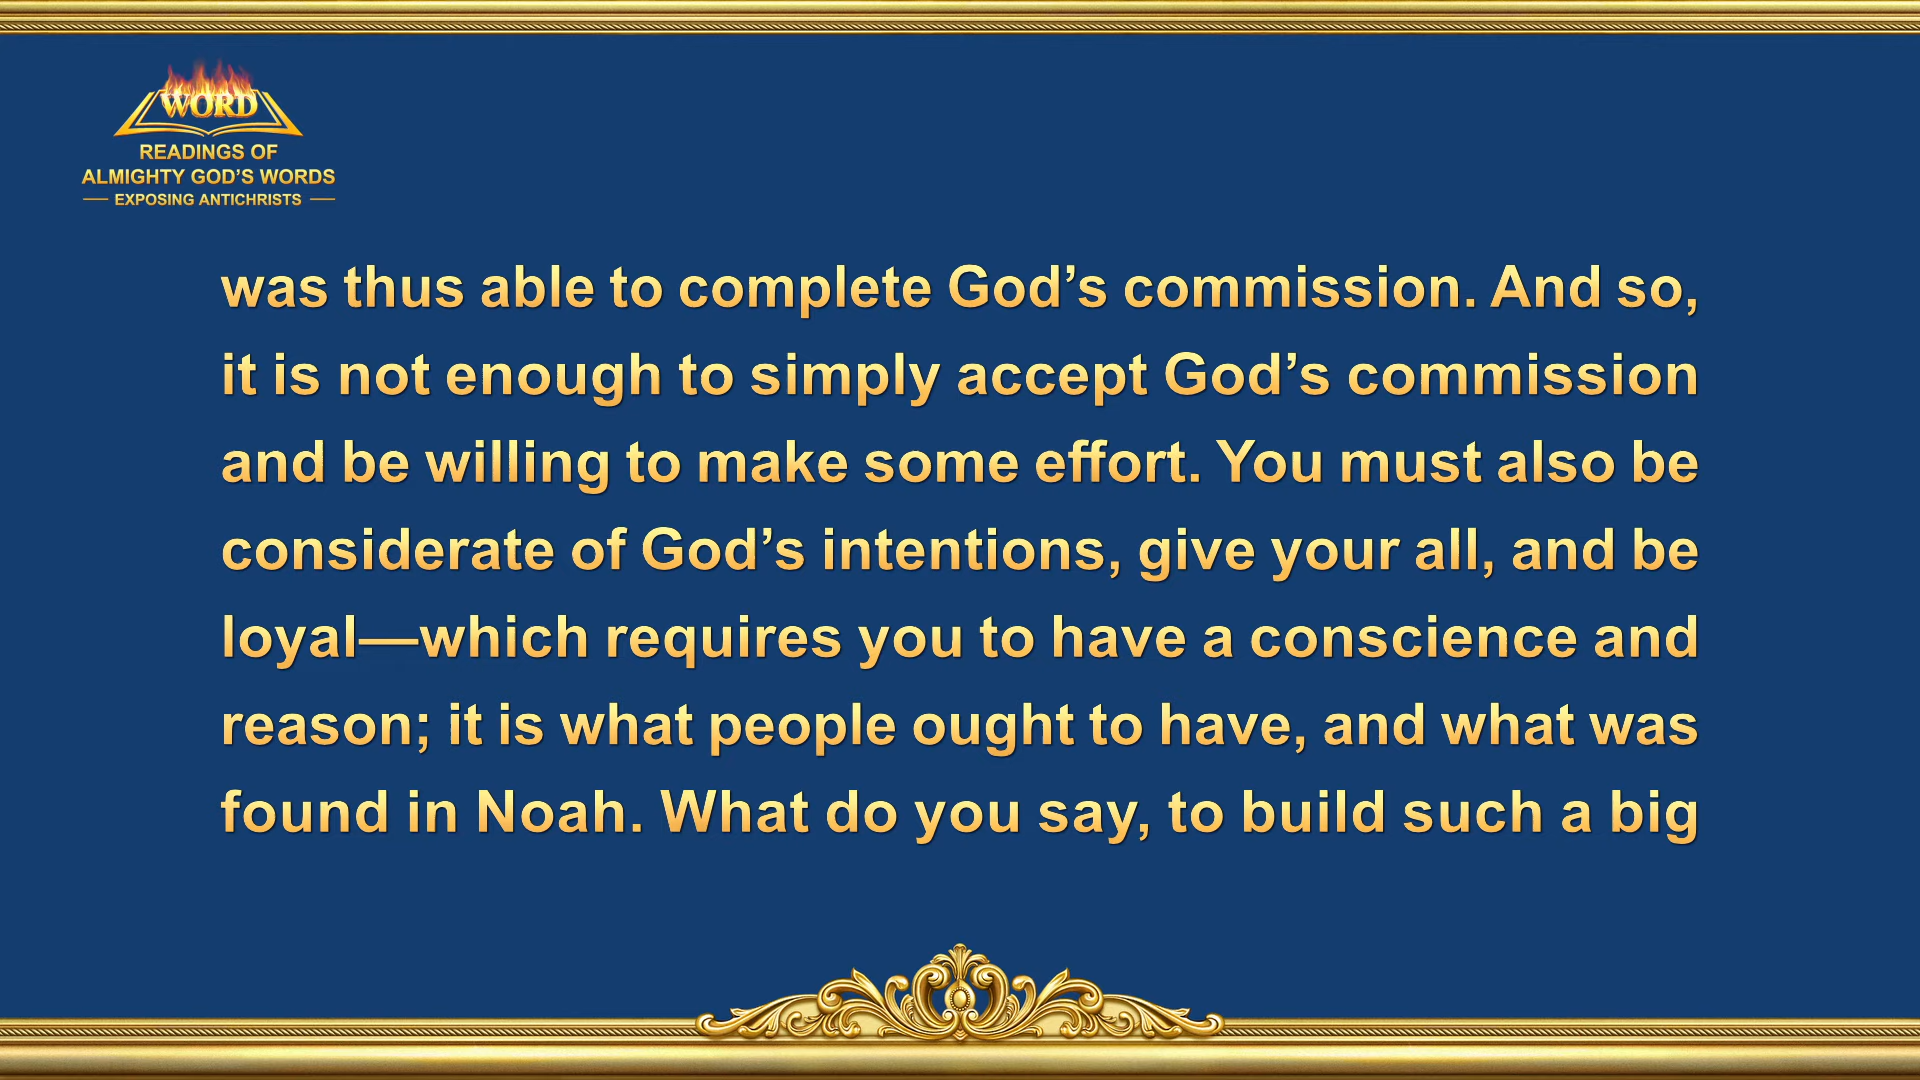 WORD
READINGS OF
ALMIGHTY GOD’S WORDS
EXPOSING ANTICHRISTS
was thus able to complete God’s commission. And so,
it is not enough to simply accept God’s commission
and be willing to make some effort. You must also be
considerate of God’s intentions, give your all, and be
loyal—which requires you to have a conscience and
reason; it is what people ought to have, and what was
found in Noah. What do you say, to build such a big